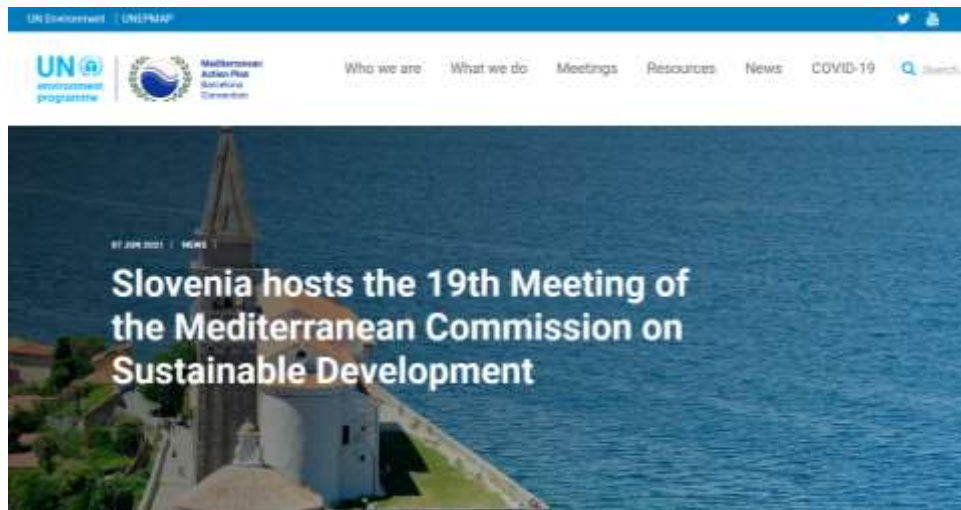 UN Environment | UNEPMAP
UN
environment
programme
Mediterranean
Action Plan
Barcelona
Convention
Who we are What we do Meetings Resources News COVID-19 Search
07 JUN 2021 | NEWS |
Slovenia hosts the 19th Meeting of
the Mediterranean Commission on
Sustainable Development